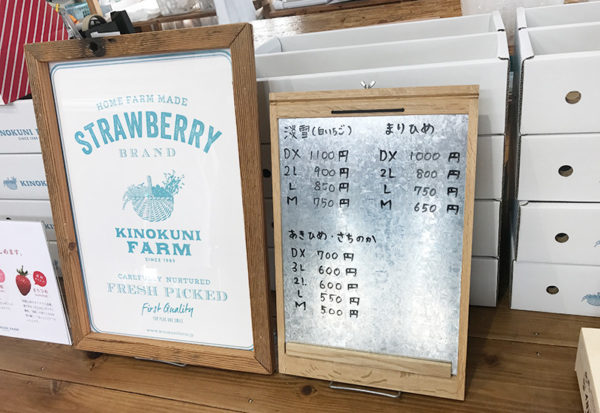 HOME FARM MADE
STRAWBERRY
BRAND
KINOKUNI
FARM
SINCE 1985
CAREFULLY NURTURED
FRESH PICKED
First Quality
淡雪(白いちご)
DX 1100円
2L 900円
L 850円
M 750円
まりひめ
DX 1000円
2L 800円
L 750円
M 650円
あきひめ・さちのか
DX 700円
3L 600円
2L 600円
L 550円
M 500円
KINOKUNI
KINOKUNI